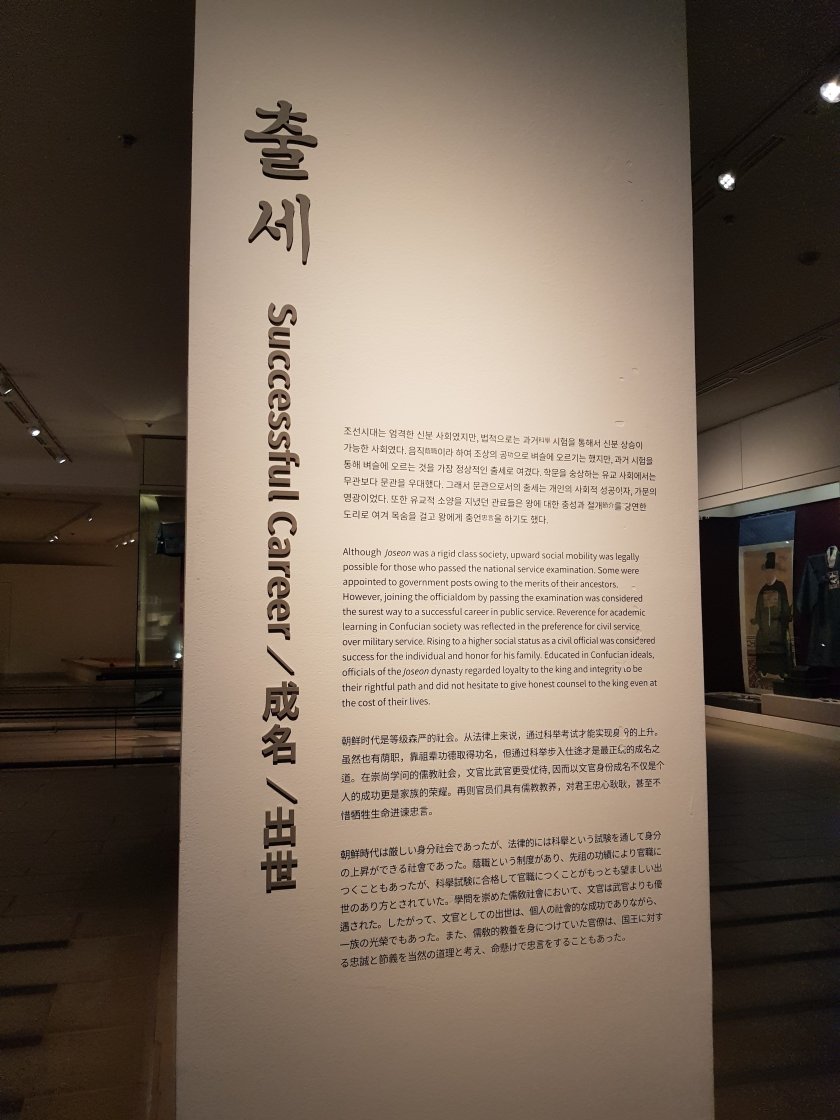 출세 Successful Career / 成名 / 出世
조선시대는 엄격한 신분 사회였지만, 법적으로는 과거科擧 시험을 통해서 신분 상승이
가능한 사회였다. 음직蔭職이라 하여 조상의 공功으로 벼슬에 오르기는 했지만, 과거 시험을
통해 벼슬에 오르는 것을 가장 정상적인 출세로 여겼다. 학문을 숭상하는 유교 사회에서는
무관보다 문관을 우대했다. 그래서 문관으로서의 출세는 개인의 사회적 성공이자, 가문의
영광이었다. 또한 유교적 소양을 지녔던 관료들은 왕에 대한 충성과 절개節介를 당연한
도리로 여겨 목숨을 걸고 왕에게 충언忠言을 하기도 했다.
Although Joseon was a rigid class society, upward social mobility was legally
possible for those who passed the national service examination. Some were
appointed to government posts owing to the merits of their ancestors.
However, joining the officialdom by passing the examination was considered
the surest way to a successful career in public service. Reverence for academic
learning in Confucian society was reflected in the preference for civil service
over military service. Rising to a higher social status as a civil official was considered
success for the individual and honor for his family. Educated in Confucian ideals,
officials of the Joseon dynasty regarded loyalty to the king and integrity to be
their rightful path and did not hesitate to give honest counsel to the king even at
the cost of their lives.
朝鲜时代是等级森严的社会。从法律上来说，通过科举考试才能实现身份的上升。
虽然也有荫职，靠祖辈功德取得功名，但通过科举步入仕途才是最正统的成名之
道。在崇尚学问的儒教社会，文官比武官更受优待, 因而以文官身份成名不仅是个
人的成功更是家族的荣耀。再则官员们具有儒教教养，对君王忠心耿耿，甚至不
惜牺牲生命进谏忠言。
朝鮮時代は厳しい身分社会であったが、法律的には科擧という試験を通して身分
の上昇ができる社會であった。蔭職という制度があり、先祖の功績により官職に
つくこともあったが、科擧試験に合格して官職につくことがもっとも望ましい出
世のあり方とされていた。學問を崇めた儒敎社會において、文官は武官よりも優
遇された。したがって、文官としての出世は、個人の社會的な成功でありながら、
一族の光榮でもあった。また、儒敎的教養を身につけていた官僚は、国王に対す
る忠誠と節義を当然の道理と考え、命懸けで忠言をすることもあった。